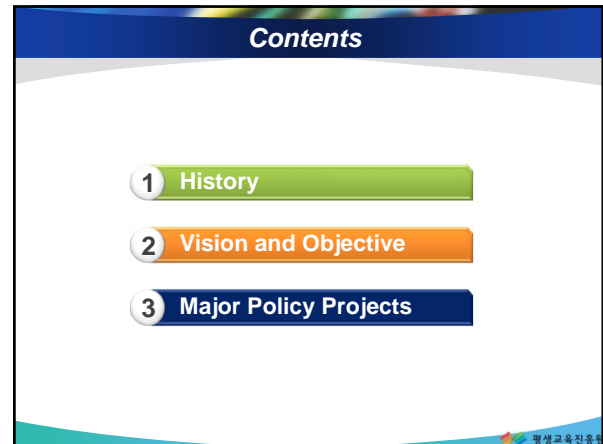 Contents
1 History
2 Vision and Objective
3 Major Policy Projects
평생교육진흥원